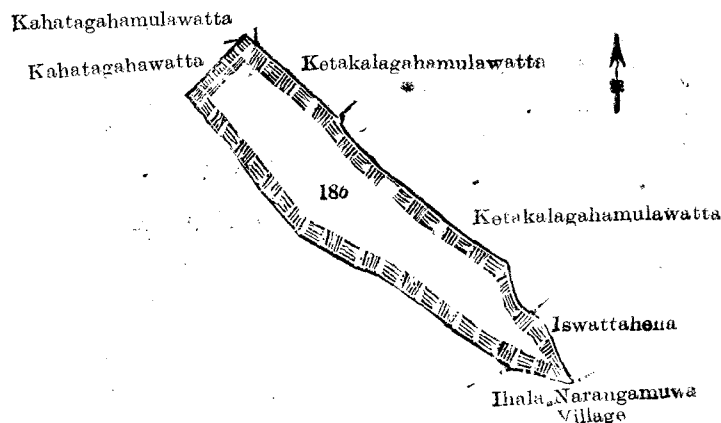 Kahatagahamulawatta
Kahatagahawatta
Ketakalagahamulawatta
186
Ketakalagahamulawatta
Iswattahena
Ihala Narangamuwa
Village